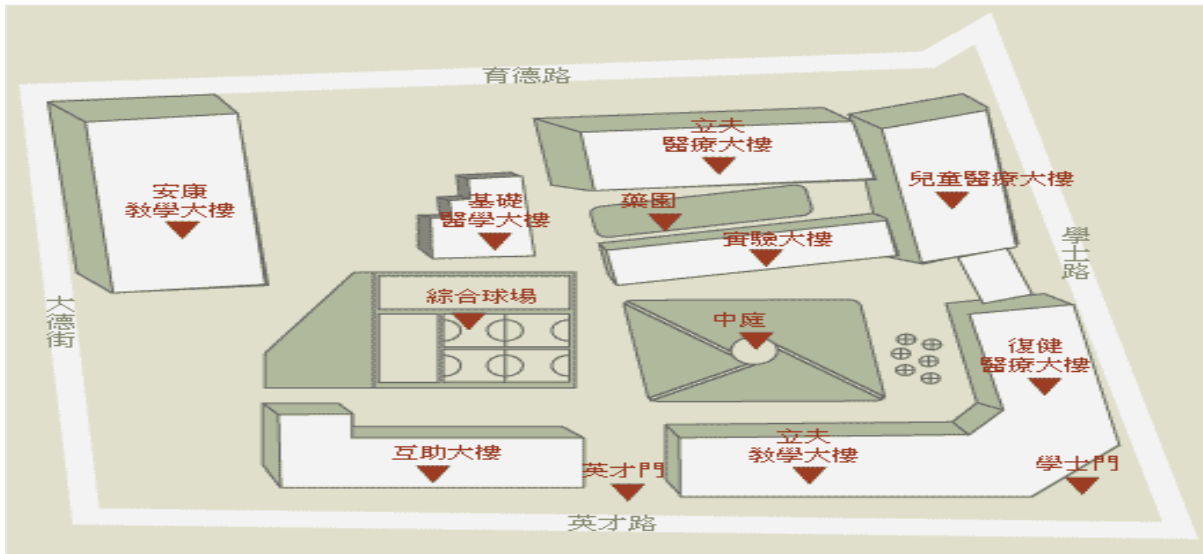 育德路
立夫
醫療大樓
兒童醫療大樓
安康
教學大樓
基礎
醫學大樓
藥園
實驗大樓
學士路
大德街
綜合球場
中庭
復健
醫療大樓
互助大樓
立夫
教學大樓
英才門
學士門
英才路